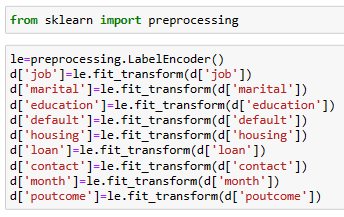 from sklearn import preprocessing
le=preprocessing.LabelEncoder()
d['job']=le.fit_transform(d['job'])
d['marital']=le.fit_transform(d['marital'])
d['education']=le.fit_transform(d['education'])
d['default']=le.fit_transform(d['default'])
d['housing']=le.fit_transform(d['housing'])
d['loan']=le.fit_transform(d['loan'])
d['contact']=le.fit_transform(d['contact'])
d['month']=le.fit_transform(d['month'])
d['poutcome']=le.fit_transform(d['poutcome'])